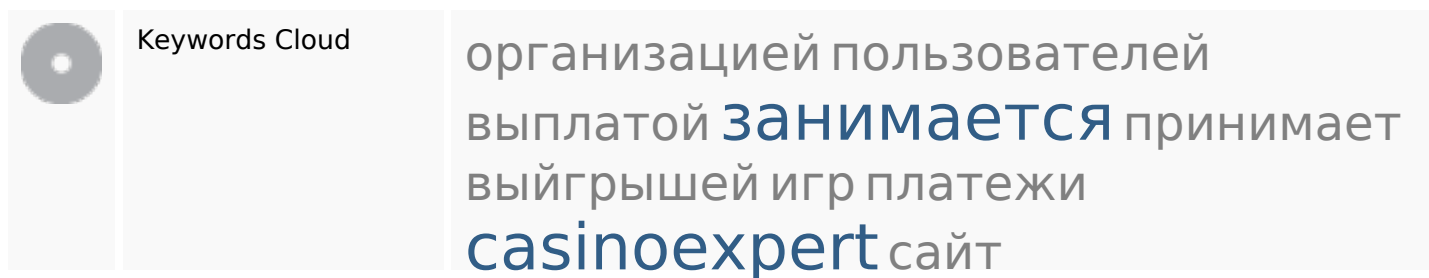 Keywords Cloud
организацией пользователей
выплатой занимается принимает
выйгрышей игр платежи
casinoexpert сайт